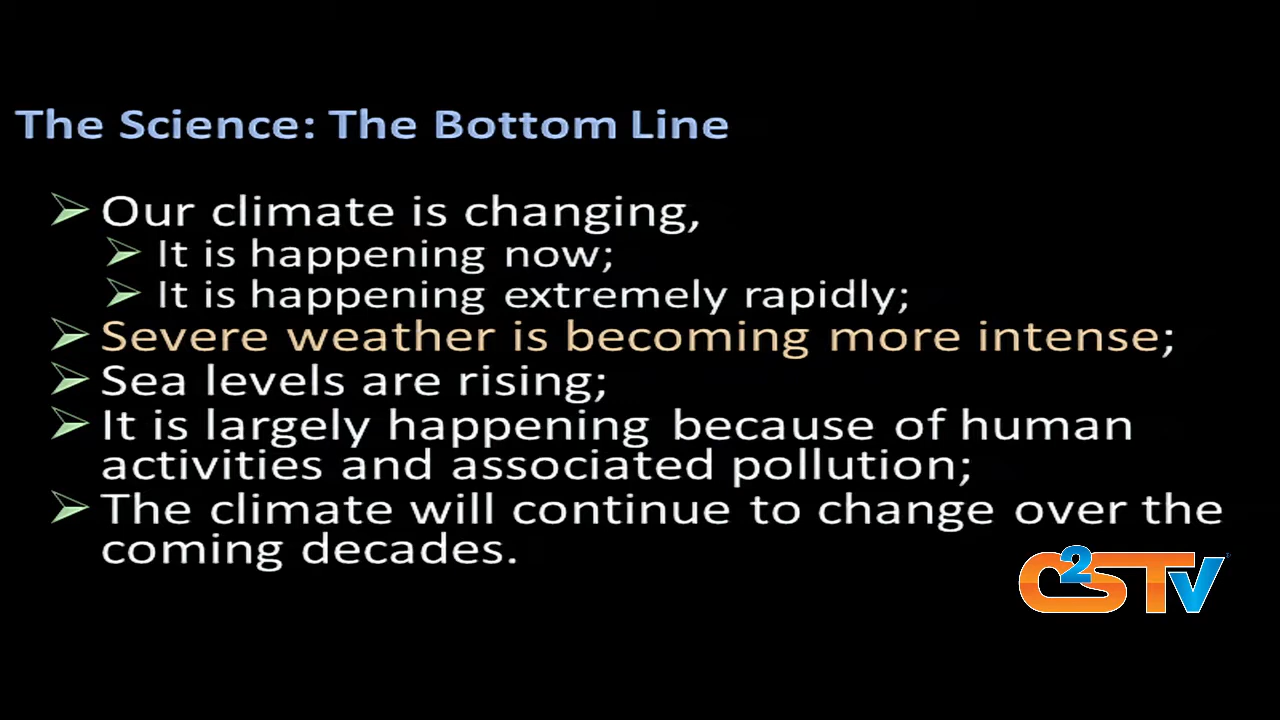 The Science: The Bottom Line
Our climate is changing,
It is happening now;
It is happening extremely rapidly;
Severe weather is becoming more intense;
Sea levels are rising;
It is largely happening because of human
activities and associated pollution;
The climate will continue to change over the
coming decades.
C2STV